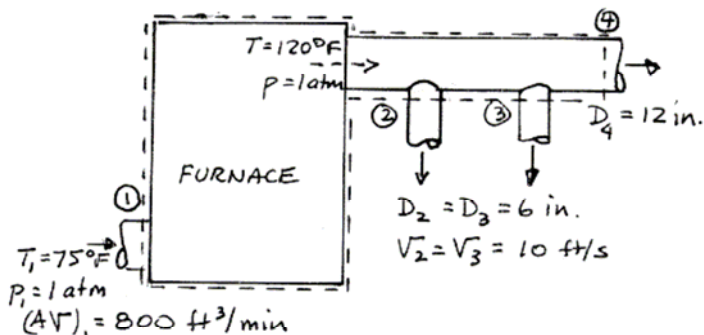 ④
T=120°F
p=1atm
②
③
D₄ = 12 in.
FURNACE
①
D₂ = D₃ = 6 in.
V₂ = V₃ = 10 ft/s
T₁=75°F
p₁=1 atm
(AV)₁ = 800 ft³/min